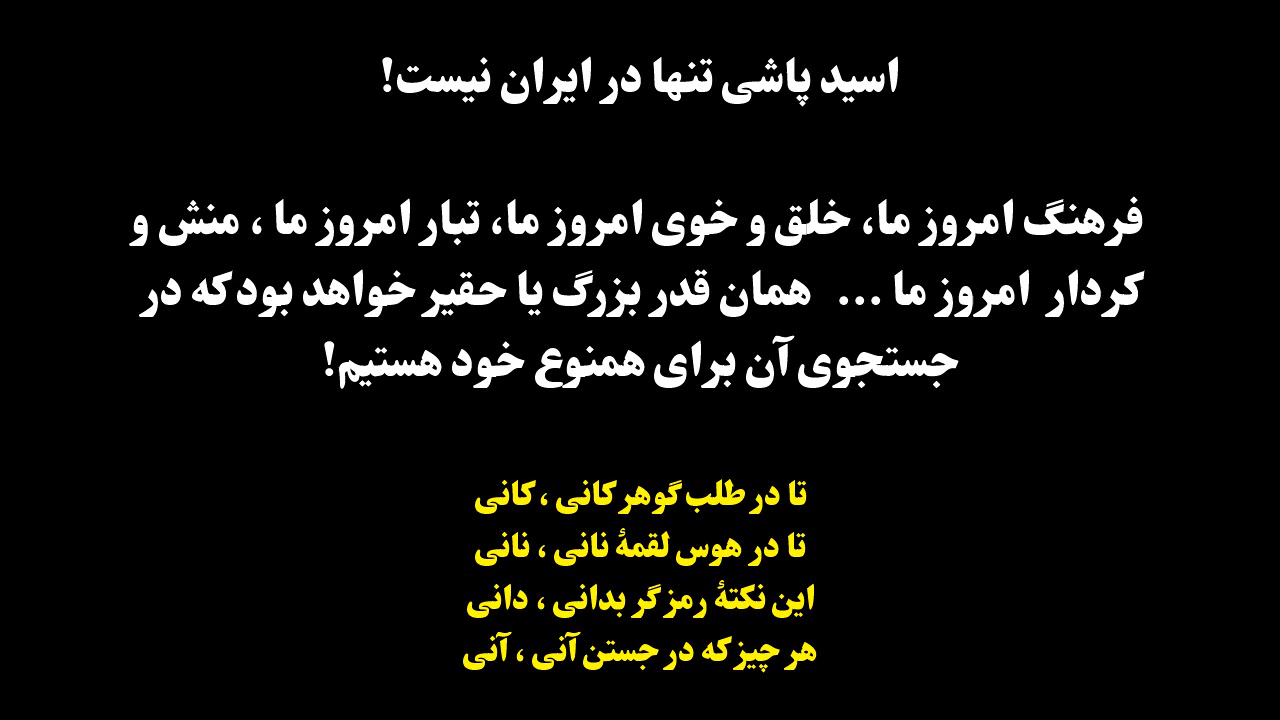 اسید پاشی تنها در ایران نیست!
فرهنگ امروز ما، خلق و خوی امروز ما، تبار امروز ما ، منش و
کردار امروز ما ... همان قدر بزرگ یا حقیر خواهد بود که در
جستجوی آن برای همنوع خود هستیم!
تا در طلب گوهر کانی ، کانی
تا در هوس لقمهٔ نانی ، نانی
این نکتهٔ رمز گر بدانی ، دانی
هر چیز که در جستن آنی ، آنی